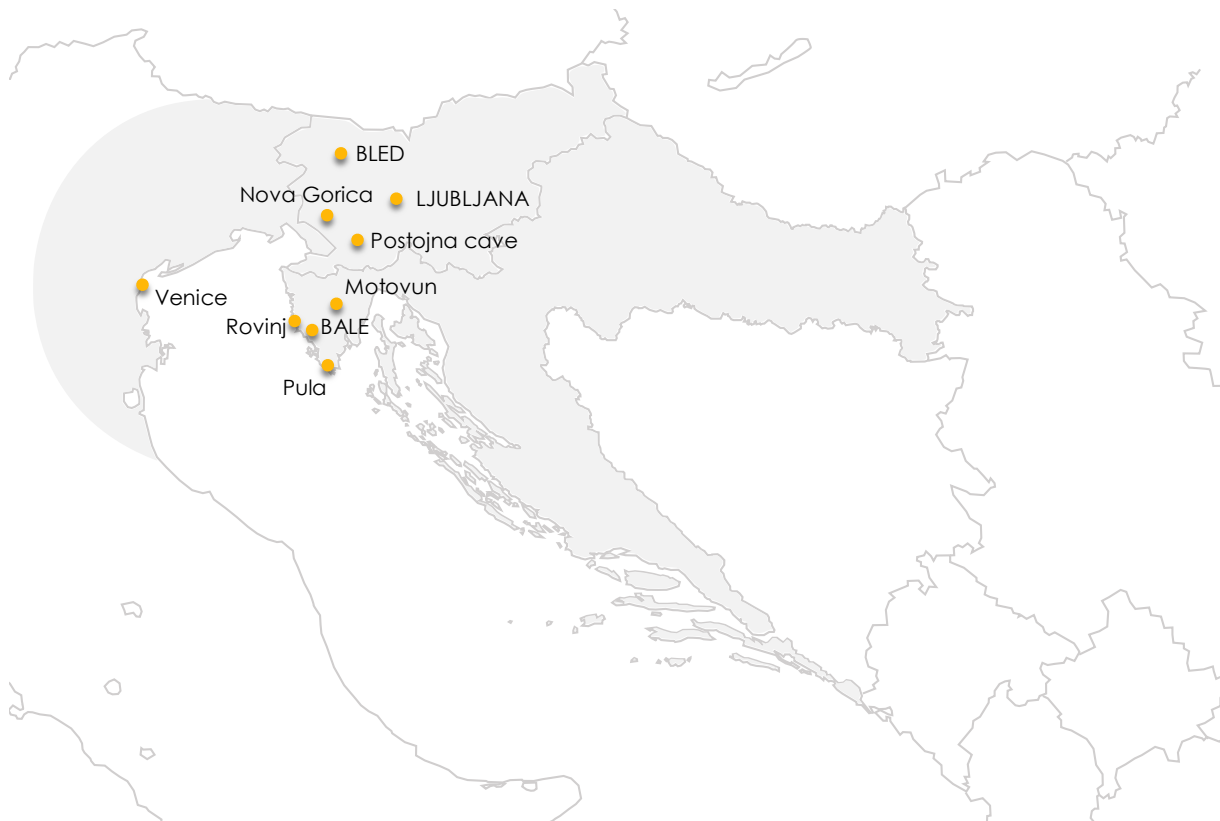 BLED
Nova Gorica
LJUBLJANA
Postojna cave
Motovun
Venice
Rovinj
BALE
Pula